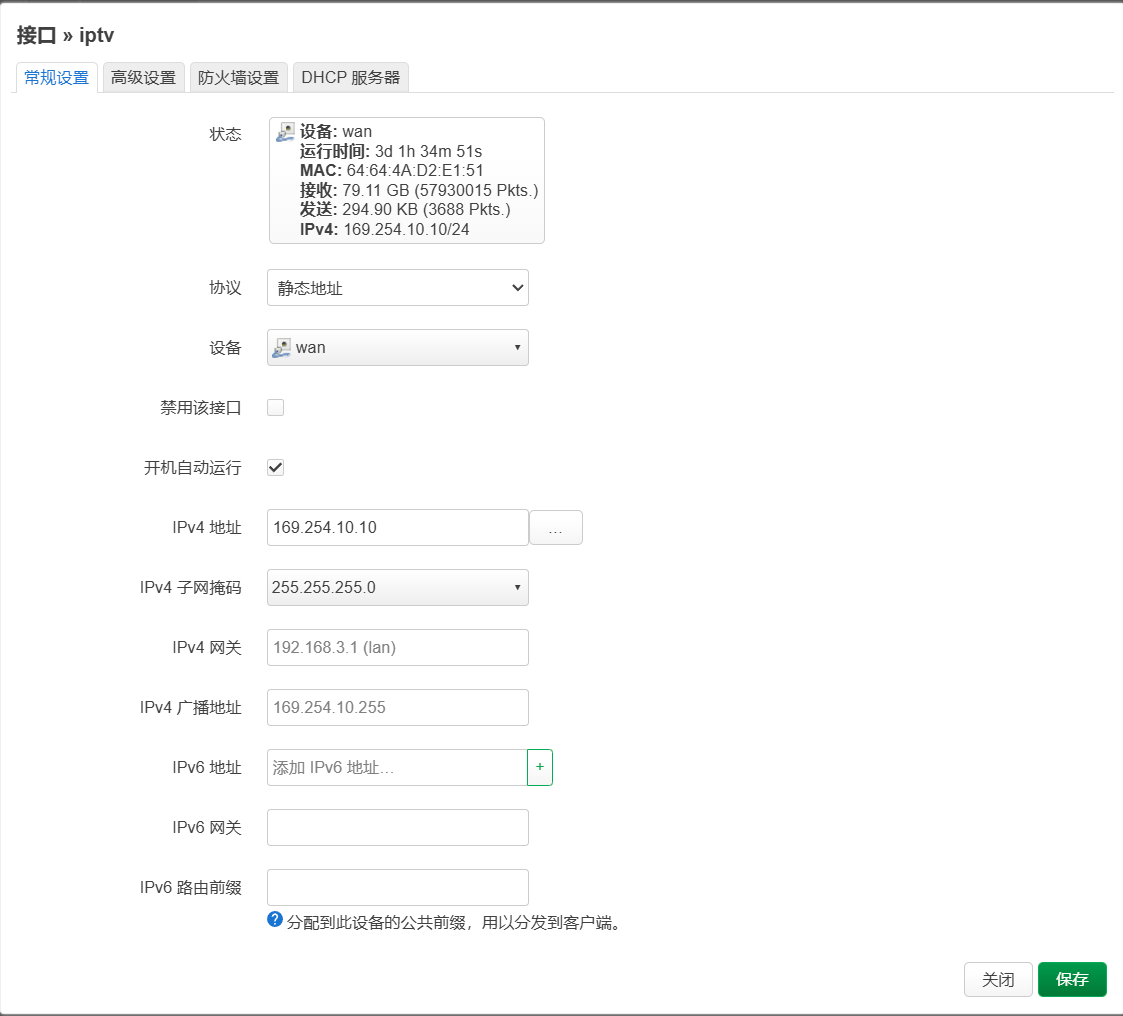 接口 » iptv
常规设置 高级设置 防火墙设置 DHCP 服务器
状态
设备: wan
运行时间: 3d 1h 34m 51s
MAC: 64:64:4A:D2:E1:51
接收: 79.11 GB (57930015 Pkts.)
发送: 294.90 KB (3688 Pkts.)
IPv4: 169.254.10.10/24
协议 静态地址
设备 wan
禁用该接口
开机自动运行
IPv4 地址 169.254.10.10 ...
IPv4 子网掩码 255.255.255.0
IPv4 网关 192.168.3.1 (lan)
IPv4 广播地址 169.254.10.255
IPv6 地址 添加 IPv6 地址… +
IPv6 网关
IPv6 路由前缀
? 分配到此设备的公共前缀，用以分发到客户端。
关闭 保存